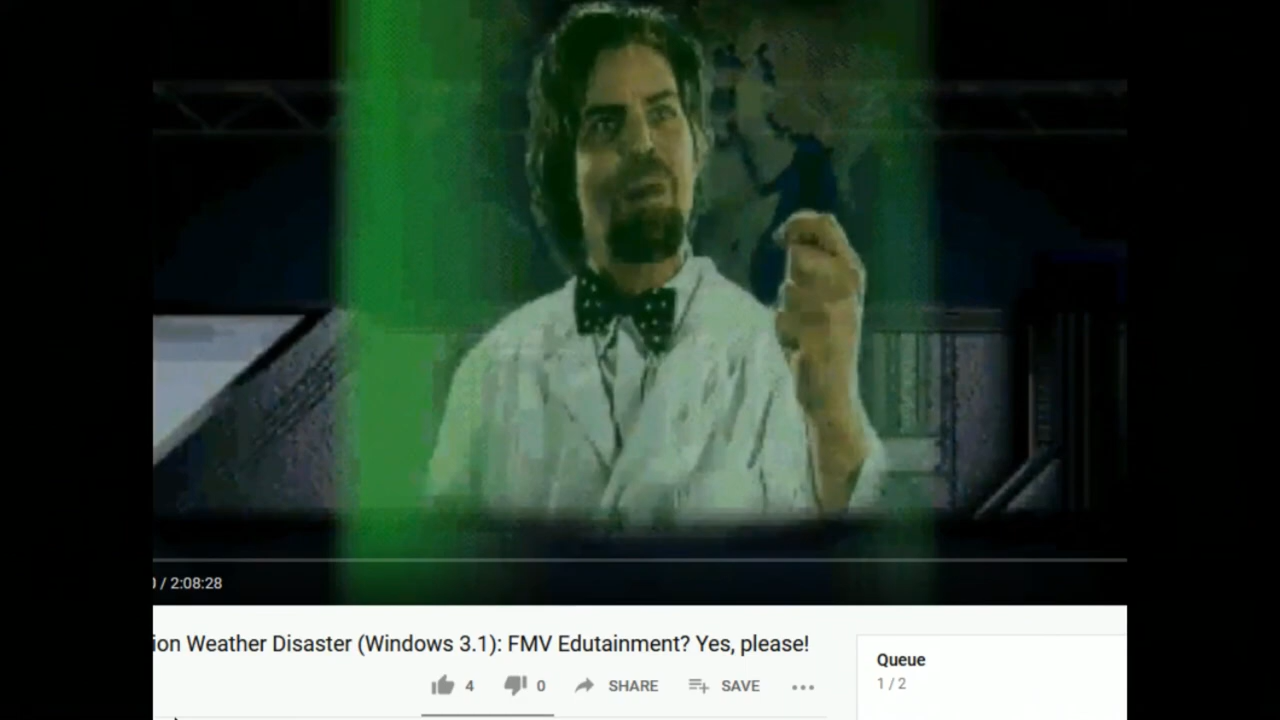 / 2:08:28
ion Weather Disaster (Windows 3.1): FMV Edutainment? Yes, please!
Queue
1 / 2
4
0
SHARE
SAVE